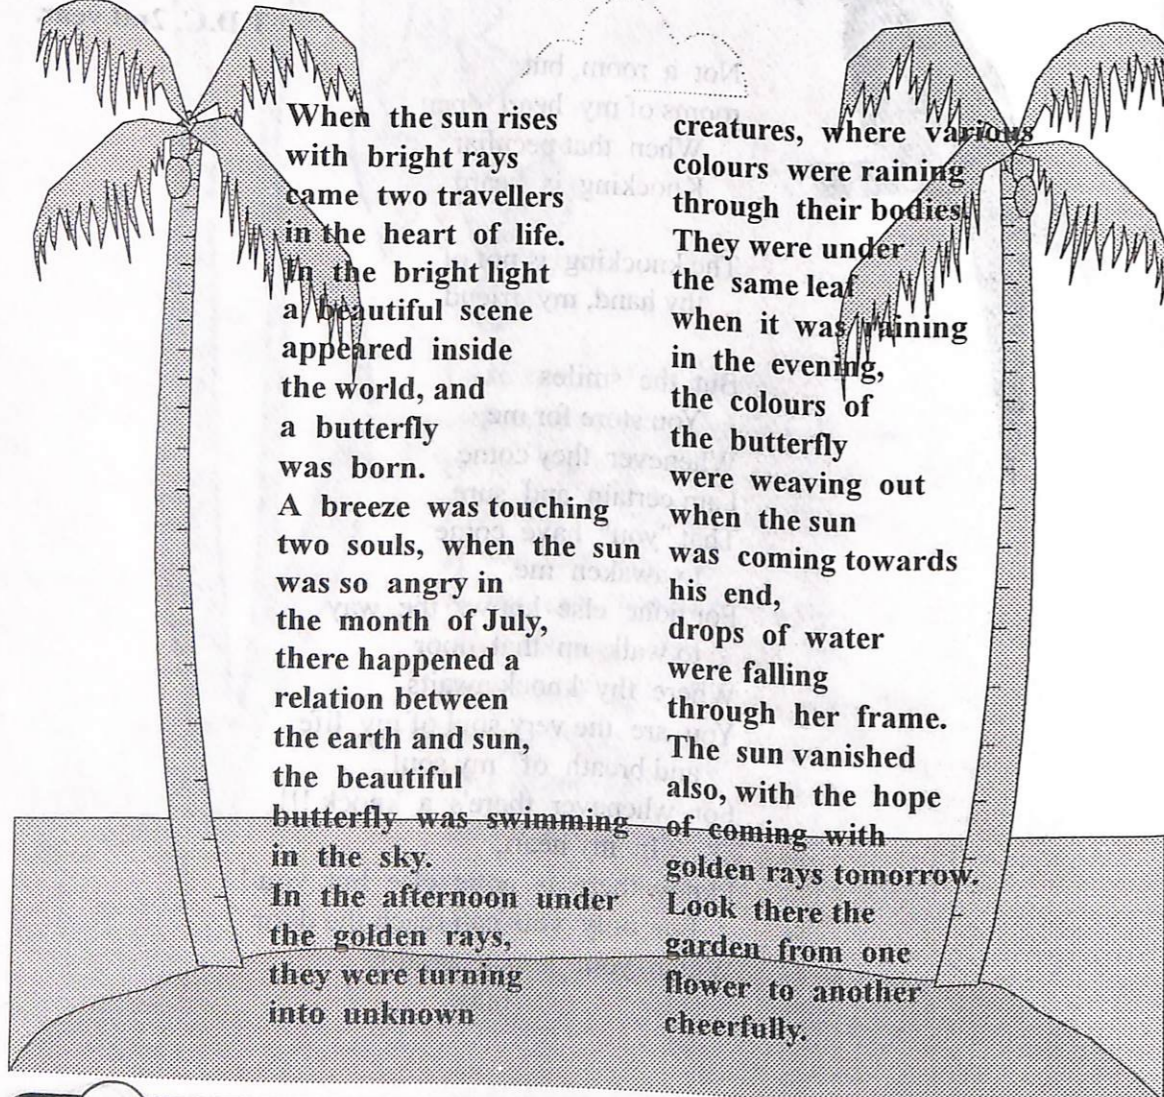 When the sun rises
with bright rays
came two travellers
in the heart of life.
In the bright light
a beautiful scene
appeared inside
the world, and
a butterfly
was born.
A breeze was touching
two souls, when the sun
was so angry in
the month of July,
there happened a
relation between
the earth and sun,
the beautiful
butterfly was swimming
in the sky.
In the afternoon under
the golden rays,
they were turning
into unknown
creatures, where various
colours were raining
through their bodies.
They were under
the same leaf
when it was raining
in the evening,
the colours of
the butterfly
were weaving out
when the sun
was coming towards
his end,
drops of water
were falling
through her frame.
The sun vanished
also, with the hope
of coming with
golden rays tomorrow.
Look there the
garden from one
flower to another
cheerfully.